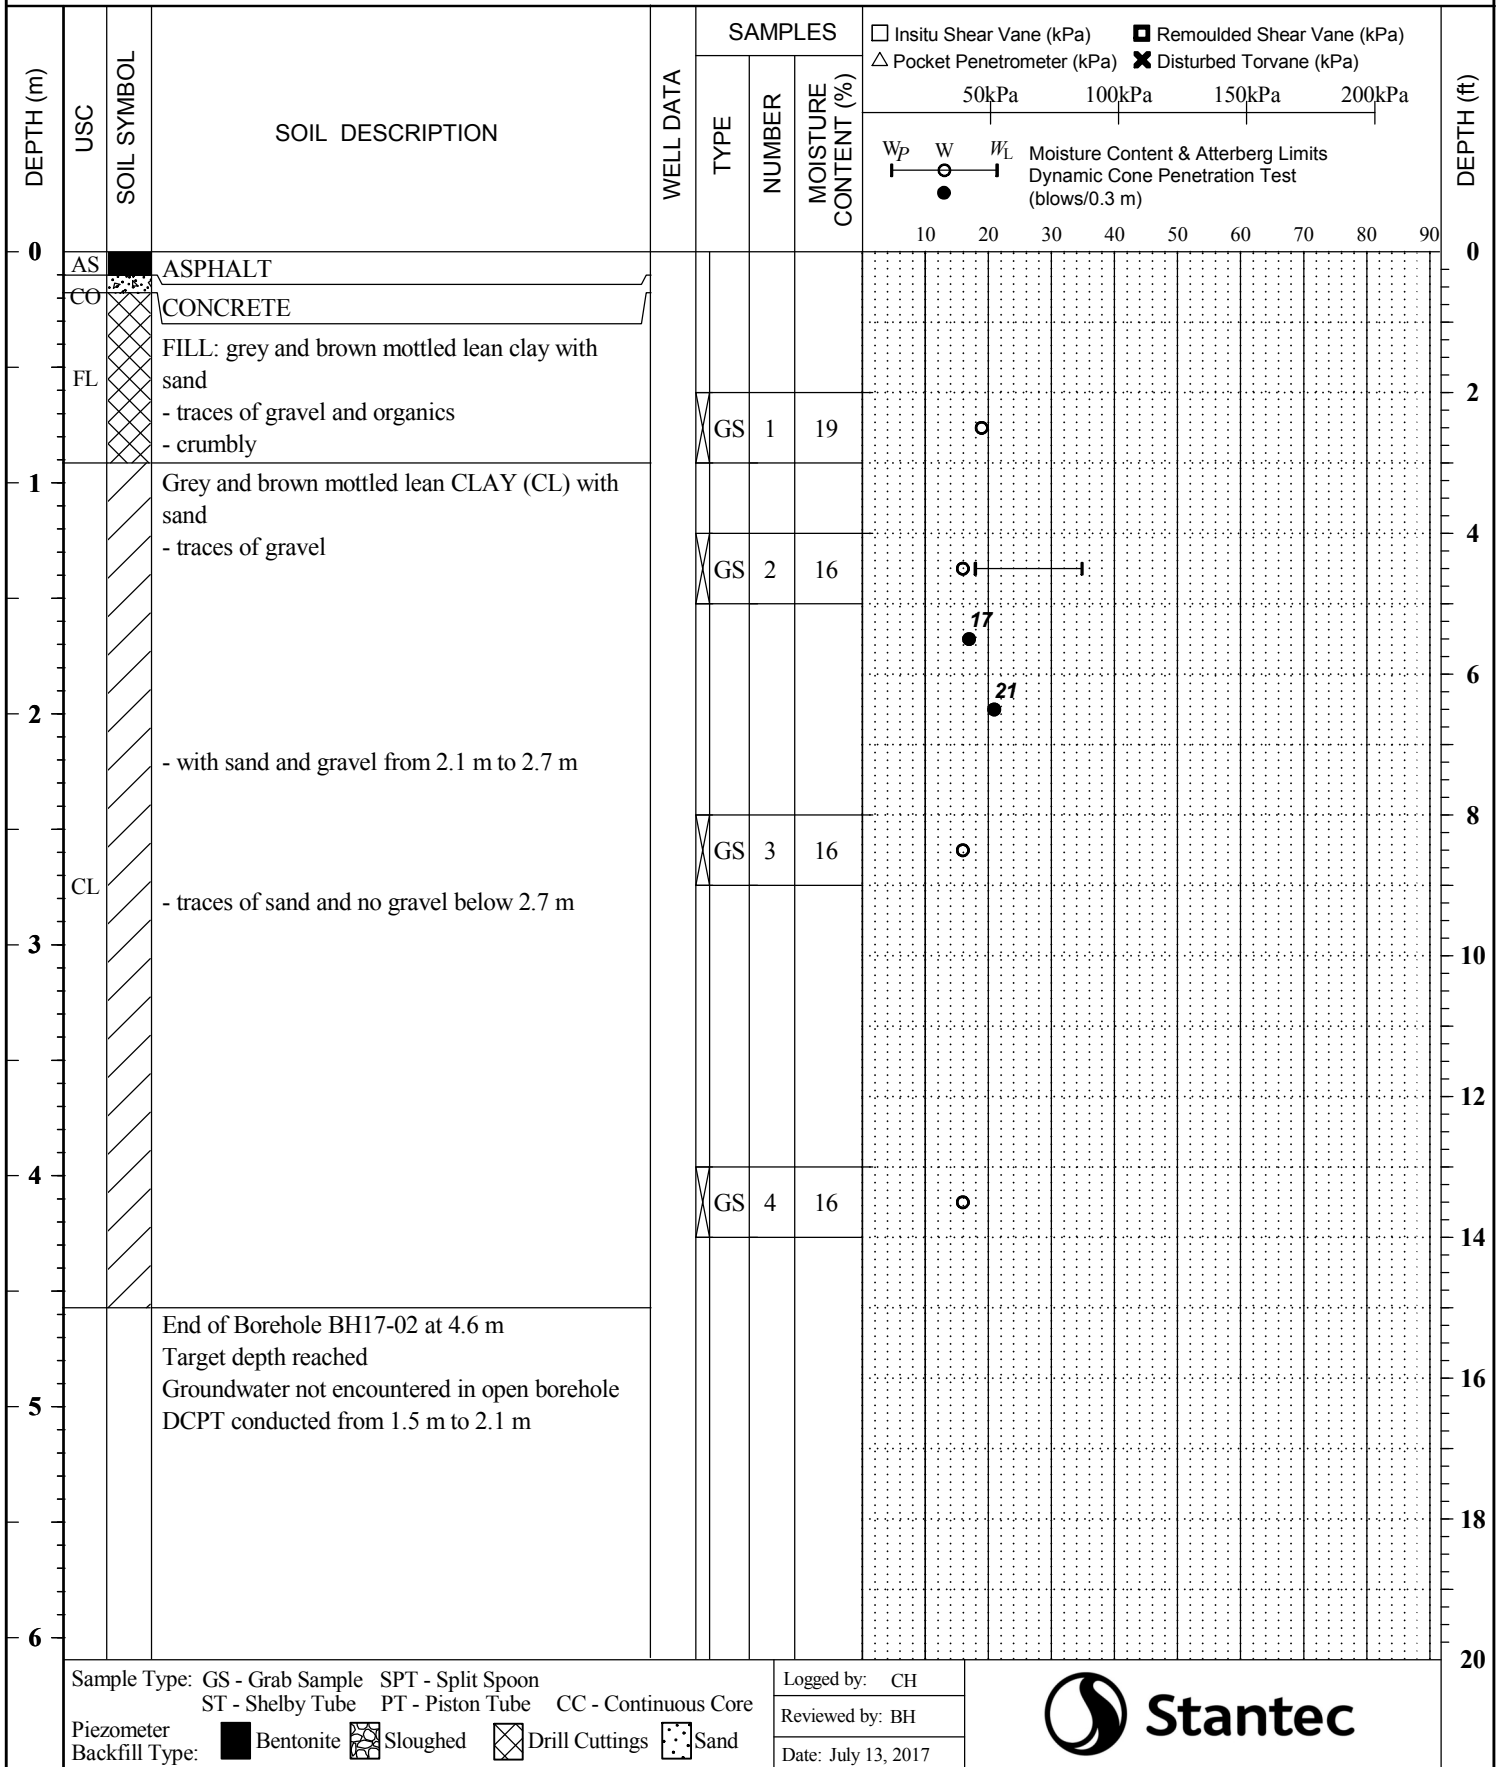 DEPTH (m)
USC
SOIL SYMBOL
SOIL DESCRIPTION
WELL DATA
SAMPLES
TYPE
NUMBER
MOISTURE CONTENT (%)
Insitu Shear Vane (kPa)
Remoulded Shear Vane (kPa)
Pocket Penetrometer (kPa)
Disturbed Torvane (kPa)
50kPa 100kPa 150kPa 200kPa
WP W WL
Moisture Content & Atterberg Limits
Dynamic Cone Penetration Test
(blows/0.3 m)
10 20 30 40 50 60 70 80 90
DEPTH (ft)
0
AS
ASPHALT
0
CO
CONCRETE
FILL: grey and brown mottled lean clay with
FL
sand
2
- traces of gravel and organics
GS 1 19
- crumbly
1
Grey and brown mottled lean CLAY (CL) with
sand
4
- traces of gravel
GS 2 16
17
6
21
2
- with sand and gravel from 2.1 m to 2.7 m
8
GS 3 16
CL
- traces of sand and no gravel below 2.7 m
3
10
12
4
GS 4 16
14
End of Borehole BH17-02 at 4.6 m
Target depth reached
16
Groundwater not encountered in open borehole
5
DCPT conducted from 1.5 m to 2.1 m
18
6
20
Sample Type: GS - Grab Sample SPT - Split Spoon
ST - Shelby Tube PT - Piston Tube CC - Continuous Core
Piezometer
Backfill Type:
Bentonite
Sloughed
Drill Cuttings
Sand
Logged by: CH
Reviewed by: BH
Date: July 13, 2017
Stantec